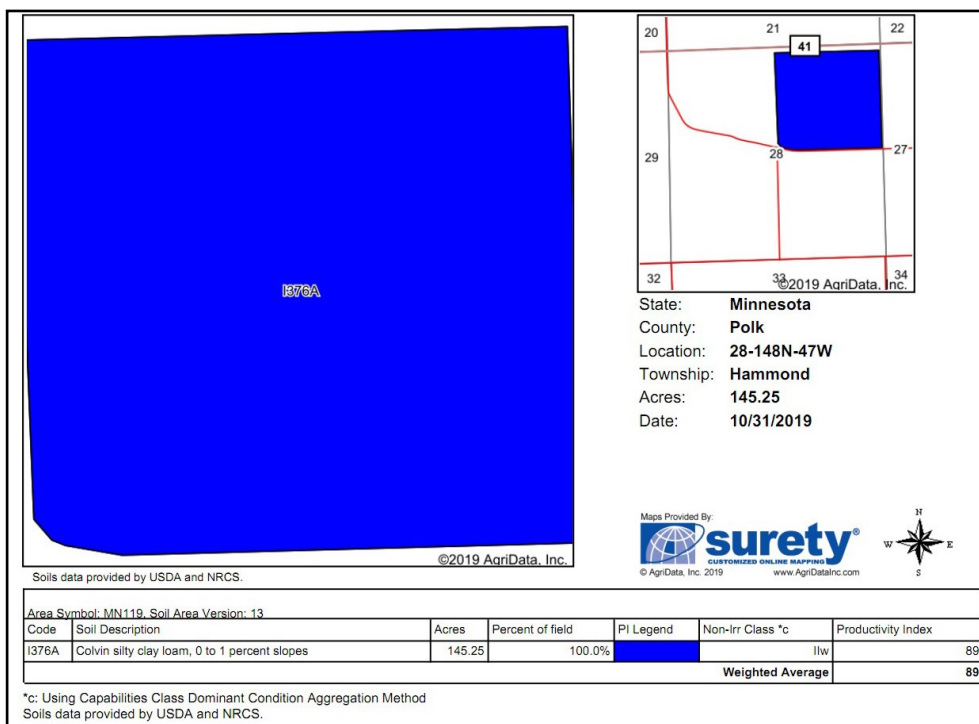 I376A
©2019 AgriData, Inc.
Soils data provided by USDA and NRCS.
20
21
22
41
29
28
27
32
33
34
©2019 AgriData, Inc.
State: Minnesota
County: Polk
Location: 28-148N-47W
Township: Hammond
Acres: 145.25
Date: 10/31/2019
Maps Provided By:
surety®
CUSTOMIZED ONLINE MAPPING
© AgriData, Inc. 2019 www.AgriDataInc.com
N
W E
S
Area Symbol: MN119, Soil Area Version: 13
Code Soil Description Acres Percent of field PI Legend Non-Irr Class *c Productivity Index
I376A Colvin silty clay loam, 0 to 1 percent slopes 145.25 100.0% IIw 89
Weighted Average 89
*c: Using Capabilities Class Dominant Condition Aggregation Method
Soils data provided by USDA and NRCS.